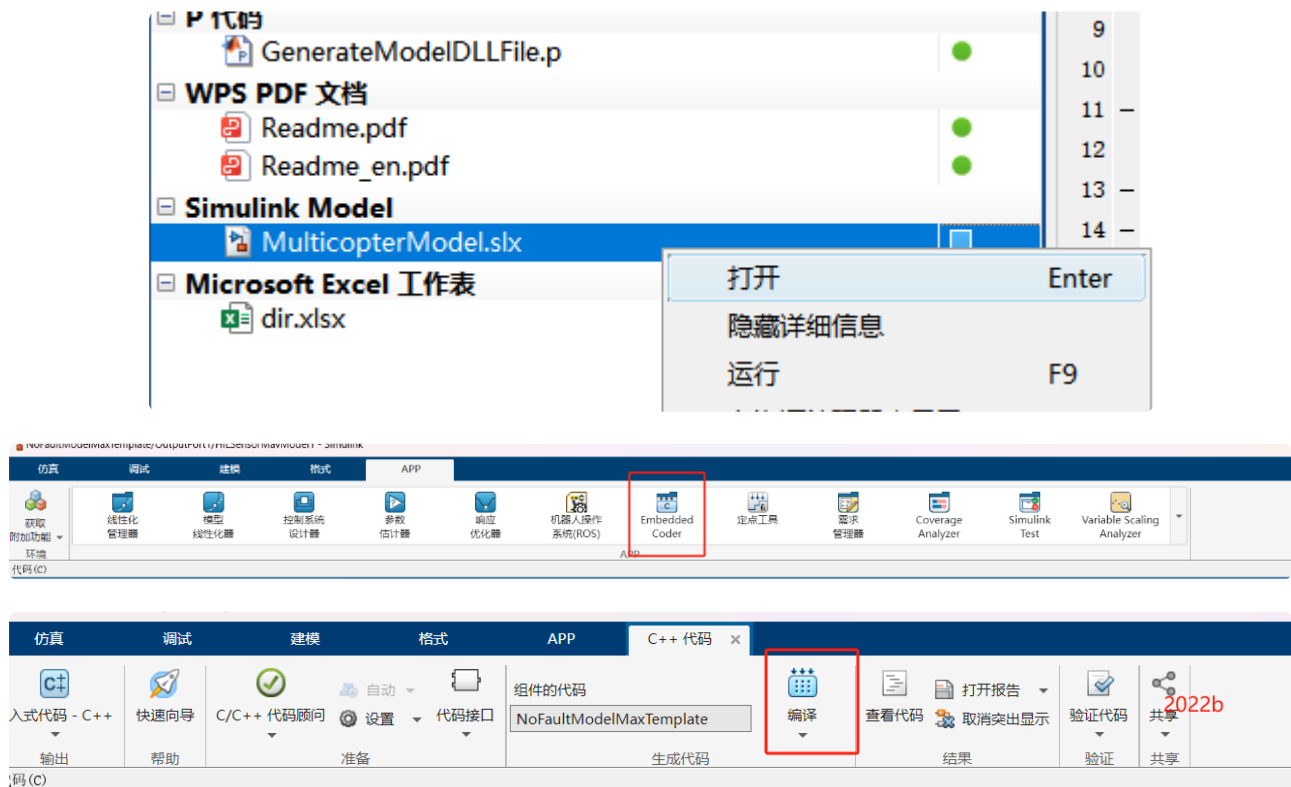 P 代码
GenerateModelDLLFile.p
WPS PDF 文档
Readme.pdf
Readme_en.pdf
Simulink Model
MulticopterModel.slx
Microsoft Excel 工作表
dir.xlsx
9
10
11
12
13
14
打开 Enter
隐藏详细信息
运行 F9
NoFaultModelMaxTemplate/OutputPort1/HILSensorMavModel1 - Simulink
仿真 调试 建模 格式 APP
获取
附加功能
线性化
管理器
模型
线性化器
控制系统
设计器
参数
估计器
响应
优化器
机器人操作
系统(ROS)
Embedded
Coder
定点工具
需求
管理器
Coverage
Analyzer
Simulink
Test
Variable Scaling
Analyzer
环境 APP
代码(C)
仿真 调试 建模 格式 APP C++ 代码
入式代码 - C++
快速向导
C/C++ 代码顾问
自动
设置
代码接口
组件的代码
NoFaultModelMaxTemplate
编译
查看代码
打开报告
取消突出显示
验证代码
共享
2022b
输出 帮助 准备 生成代码 结果 验证 共享
码(C)